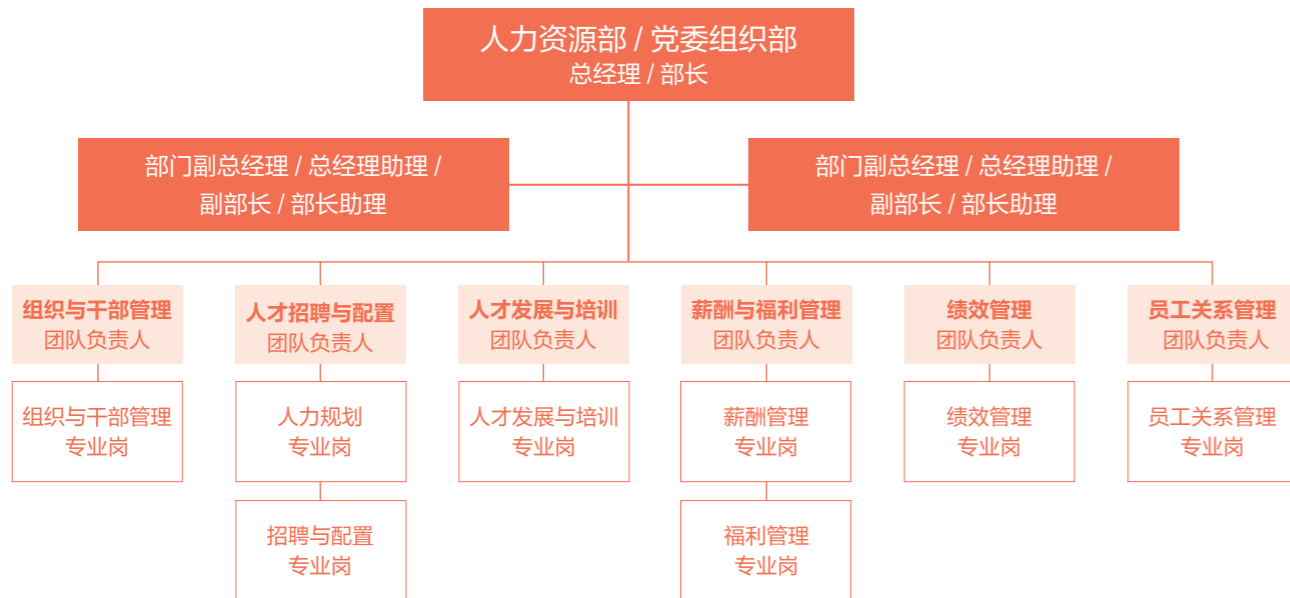 人力资源部 / 党委组织部
总经理 / 部长
部门副总经理 / 总经理助理 /
副部长 / 部长助理
部门副总经理 / 总经理助理 /
副部长 / 部长助理
组织与干部管理
团队负责人
人才招聘与配置
团队负责人
人才发展与培训
团队负责人
薪酬与福利管理
团队负责人
绩效管理
团队负责人
员工关系管理
团队负责人
组织与干部管理
专业岗
人力规划
专业岗
人才发展与培训
专业岗
薪酬管理
专业岗
绩效管理
专业岗
员工关系管理
专业岗
招聘与配置
专业岗
福利管理
专业岗